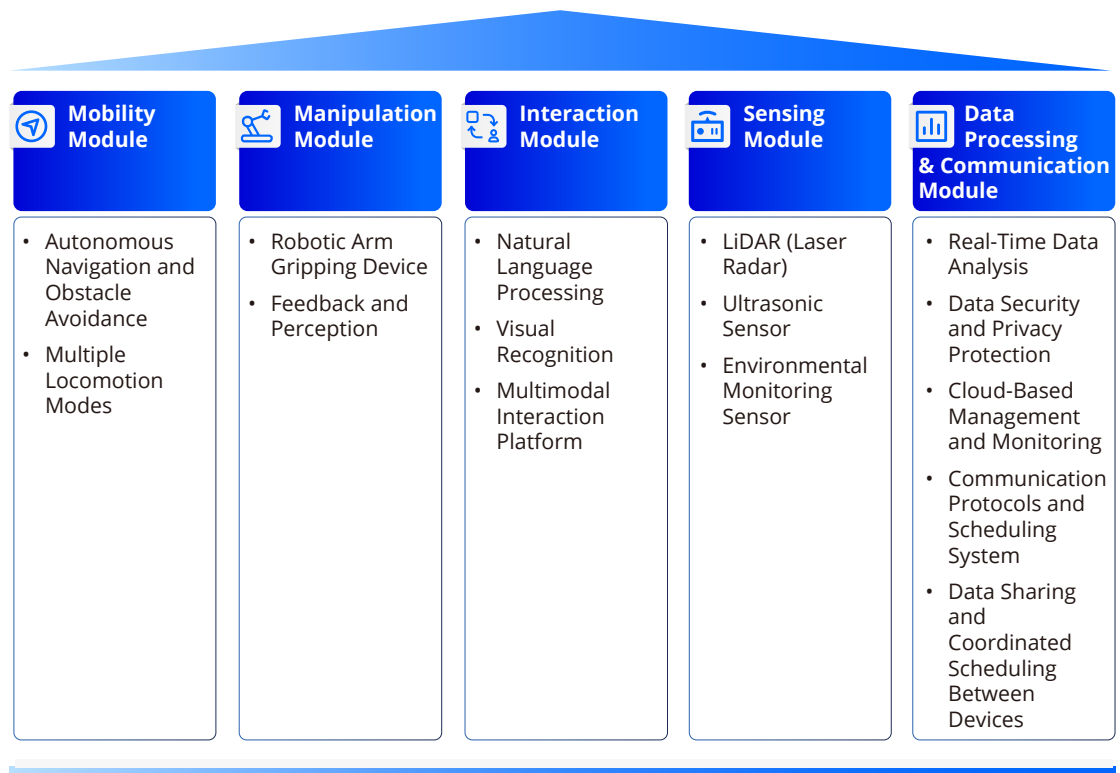 Mobility
Module
• Autonomous
Navigation and
Obstacle
Avoidance
• Multiple
Locomotion
Modes
Manipulation
Module
• Robotic Arm
Gripping Device
• Feedback and
Perception
Interaction
Module
• Natural
Language
Processing
• Visual
Recognition
• Multimodal
Interaction
Platform
Sensing
Module
• LiDAR (Laser
Radar)
• Ultrasonic
Sensor
• Environmental
Monitoring
Sensor
Data
Processing
& Communication
Module
• Real-Time Data
Analysis
• Data Security
and Privacy
Protection
• Cloud-Based
Management
and Monitoring
• Communication
Protocols and
Scheduling
System
• Data Sharing
and
Coordinated
Scheduling
Between
Devices